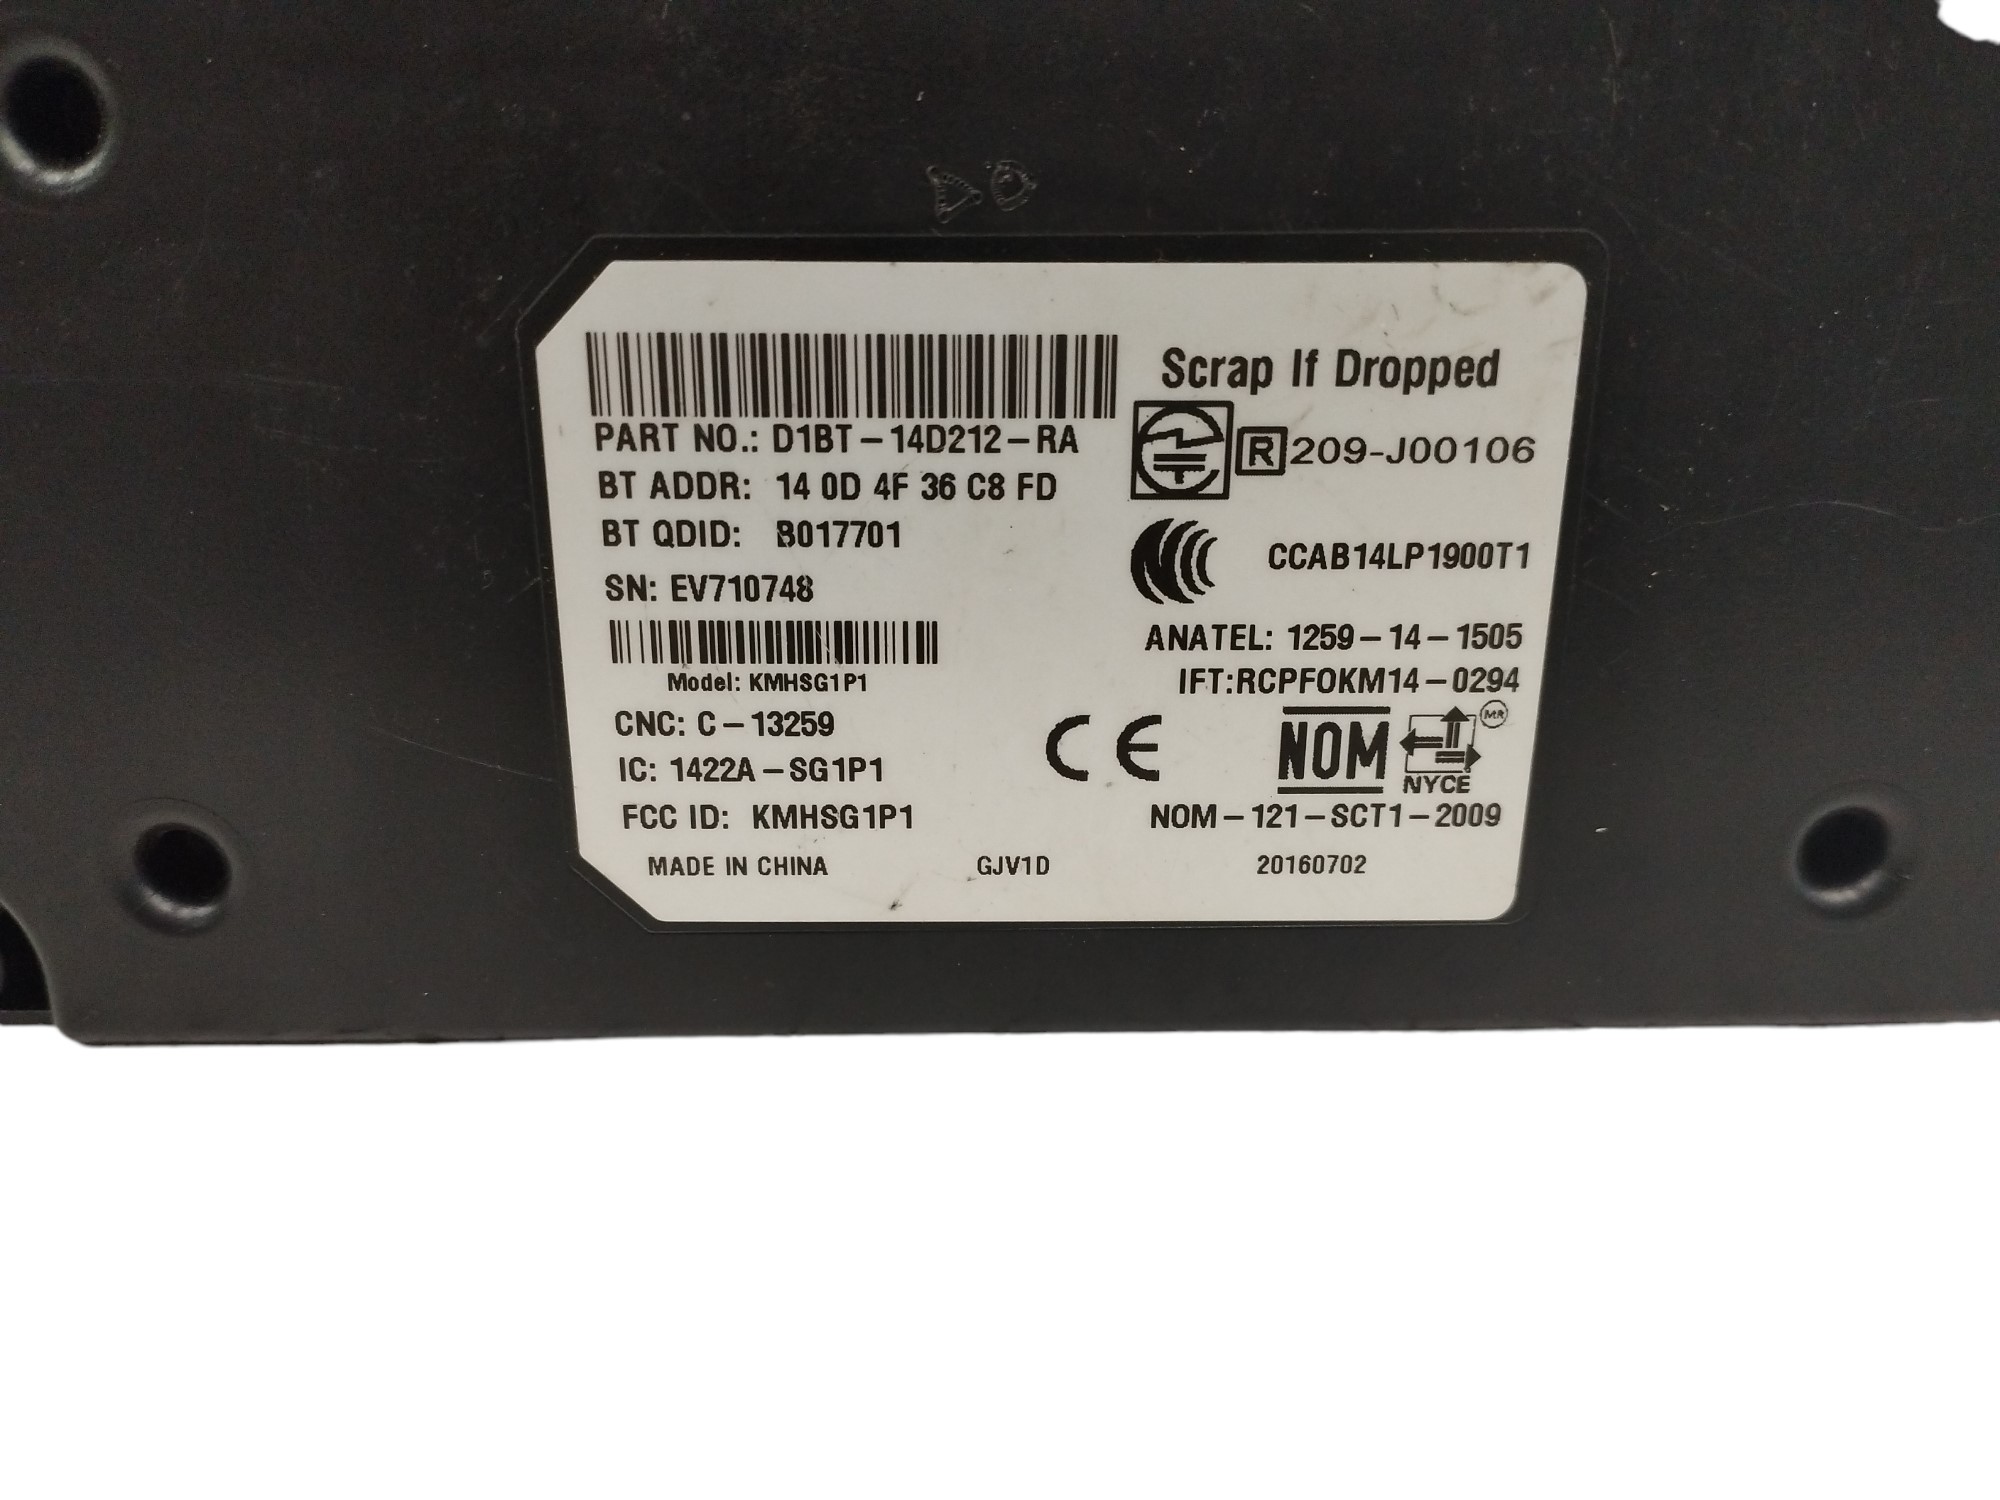 Scrap If Dropped
PART NO.: D1BT-14D212-RA
BT ADDR: 14 0D 4F 36 C8 FD
BT QDID: B017701
SN: EV710748
Model: KMHSG1P1
CNC: C-13259
IC: 1422A-SG1P1
FCC ID: KMHSG1P1
MADE IN CHINA
GJV1D
R 209-J00106
CCAB14LP1900T1
ANATEL: 1259-14-1505
IFT:RCPFOKM14-0294
CE
NOM
NYCE
MR
NOM-121-SCT1-2009
20160702